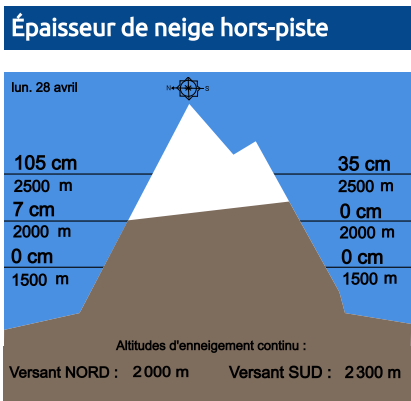 Épaisseur de neige hors-piste
lun. 28 avril
N S
105 cm 35 cm
2500 m 2500 m
7 cm 0 cm
2000 m 2000 m
0 cm 0 cm
1500 m 1500 m
Altitudes d'enneigement continu :
Versant NORD : 2000 m Versant SUD : 2300 m